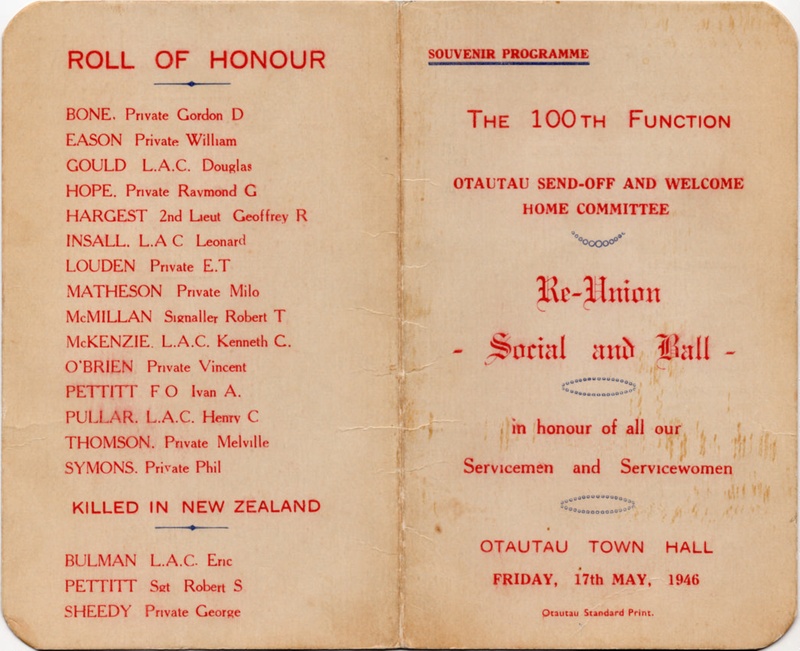 ROLL OF HONOUR
BONE. Private Gordon D
EASON Private William
GOULD L.A.C. Douglas
HOPE. Private Raymond G
HARGEST 2nd Lieut Geoffrey R
INSALL. L.A C Leonard
LOUDEN Private E.T
MATHESON Private Milo
McMILLAN Signaller Robert T
McKENZIE. L.A.C. Kenneth C.
O'BRIEN Private Vincent
PETTITT F O Ivan A.
PULLAR. L.A.C. Henry C
THOMSON. Private Melville
SYMONS. Private Phil
KILLED IN NEW ZEALAND
BULMAN L.A.C. Eric
PETTITT Sgt Robert S
SHEEDY Private George
SOUVENIR PROGRAMME
THE 100TH FUNCTION
OTAUTAU SEND-OFF AND WELCOME
HOME COMMITTEE
Re-Union
- Social and Ball -
in honour of all our
Servicemen and Servicewomen
OTAUTAU TOWN HALL
FRIDAY, 17th MAY, 1946
Otautau Standard Print.